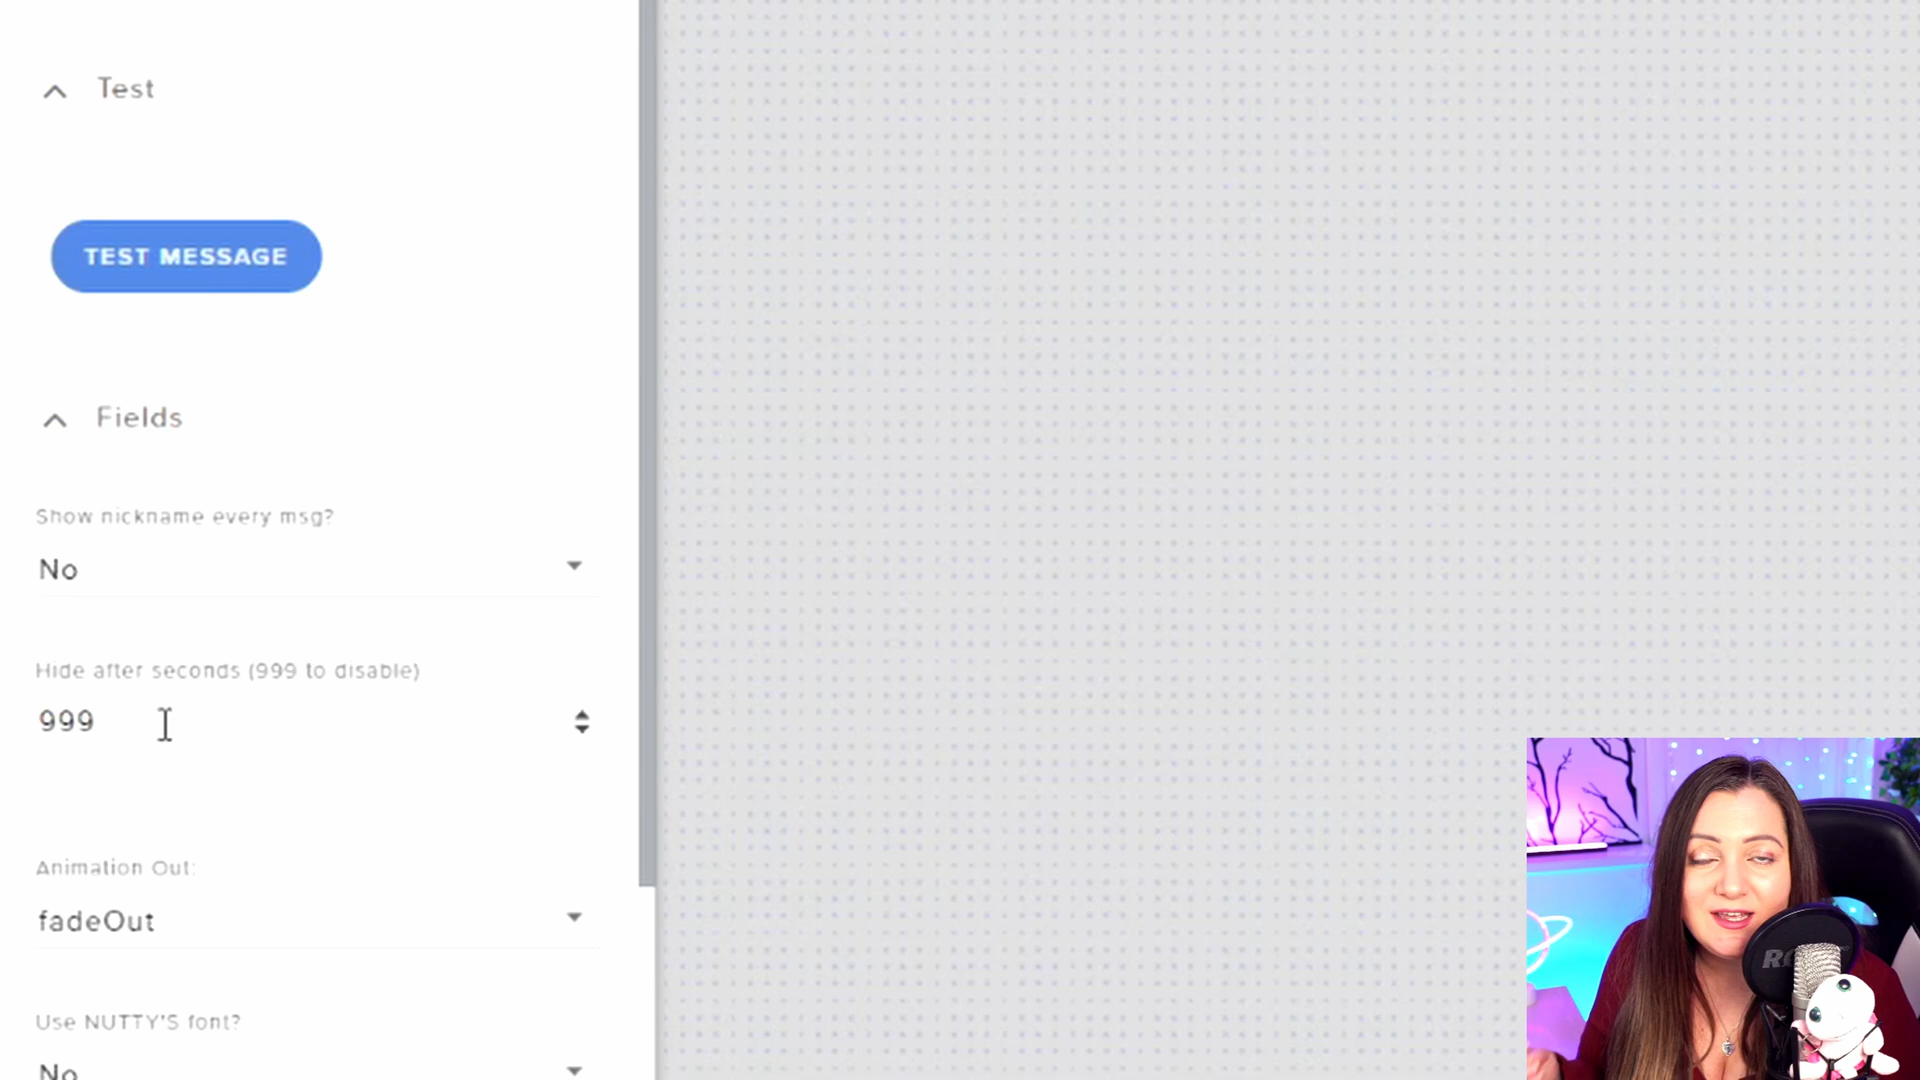 Test
TEST MESSAGE
Fields
Show nickname every msg?
No
Hide after seconds (999 to disable)
999
Animation Out:
fadeOut
Use NUTTY'S font?
No